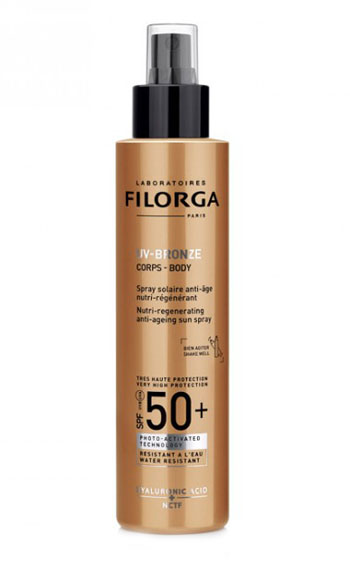 LABORATOIRES
FILORGA
PARIS
UV-BRONZE
CORPS - BODY
Spray solaire anti-âge
nutri-régénérant
Nutri-regenerating
anti-ageing sun spray
BIEN AGITER
SHAKE WELL
TRES HAUTE PROTECTION
VERY HIGH PROTECTION
SPF 50+
PHOTO-ACTIVATED
TECHNOLOGY
RESISTANT A L'EAU
WATER RESISTANT
HYALURONIC ACID
+
NCTF